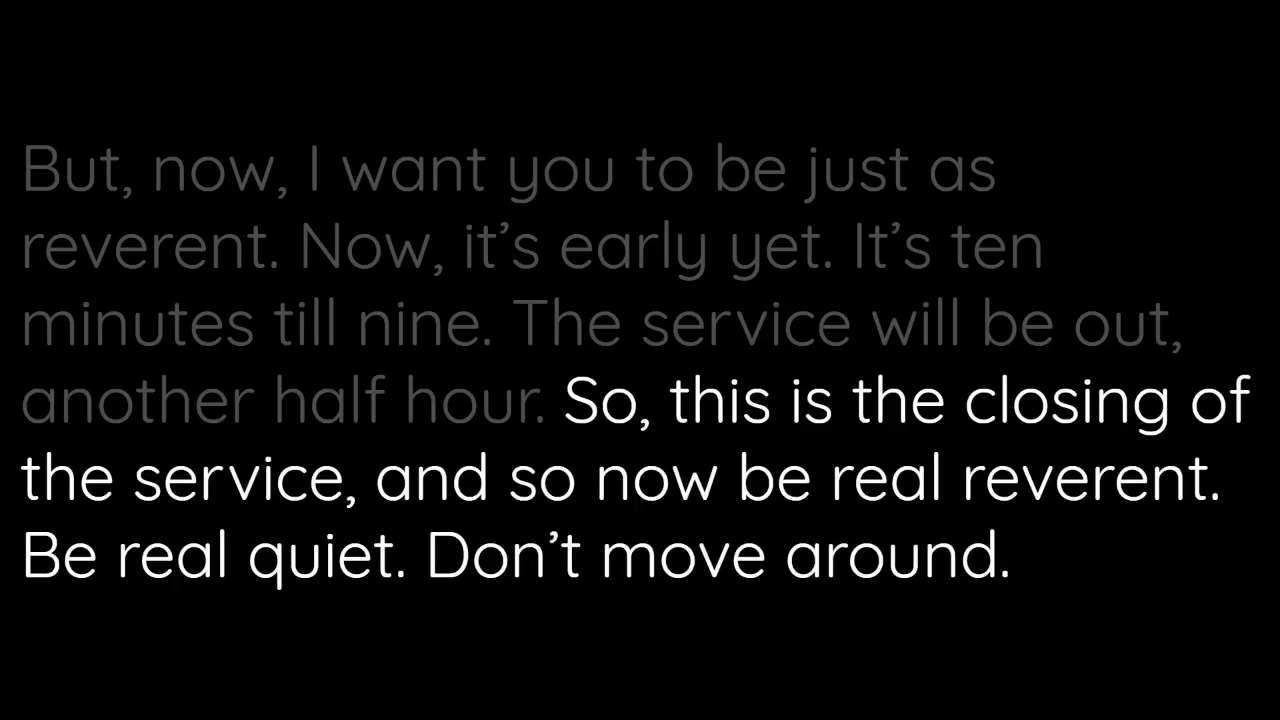 But, now, I want you to be just as
reverent. Now, it’s early yet. It’s ten
minutes till nine. The service will be out,
another half hour. So, this is the closing of
the service, and so now be real reverent.
Be real quiet. Don’t move around.